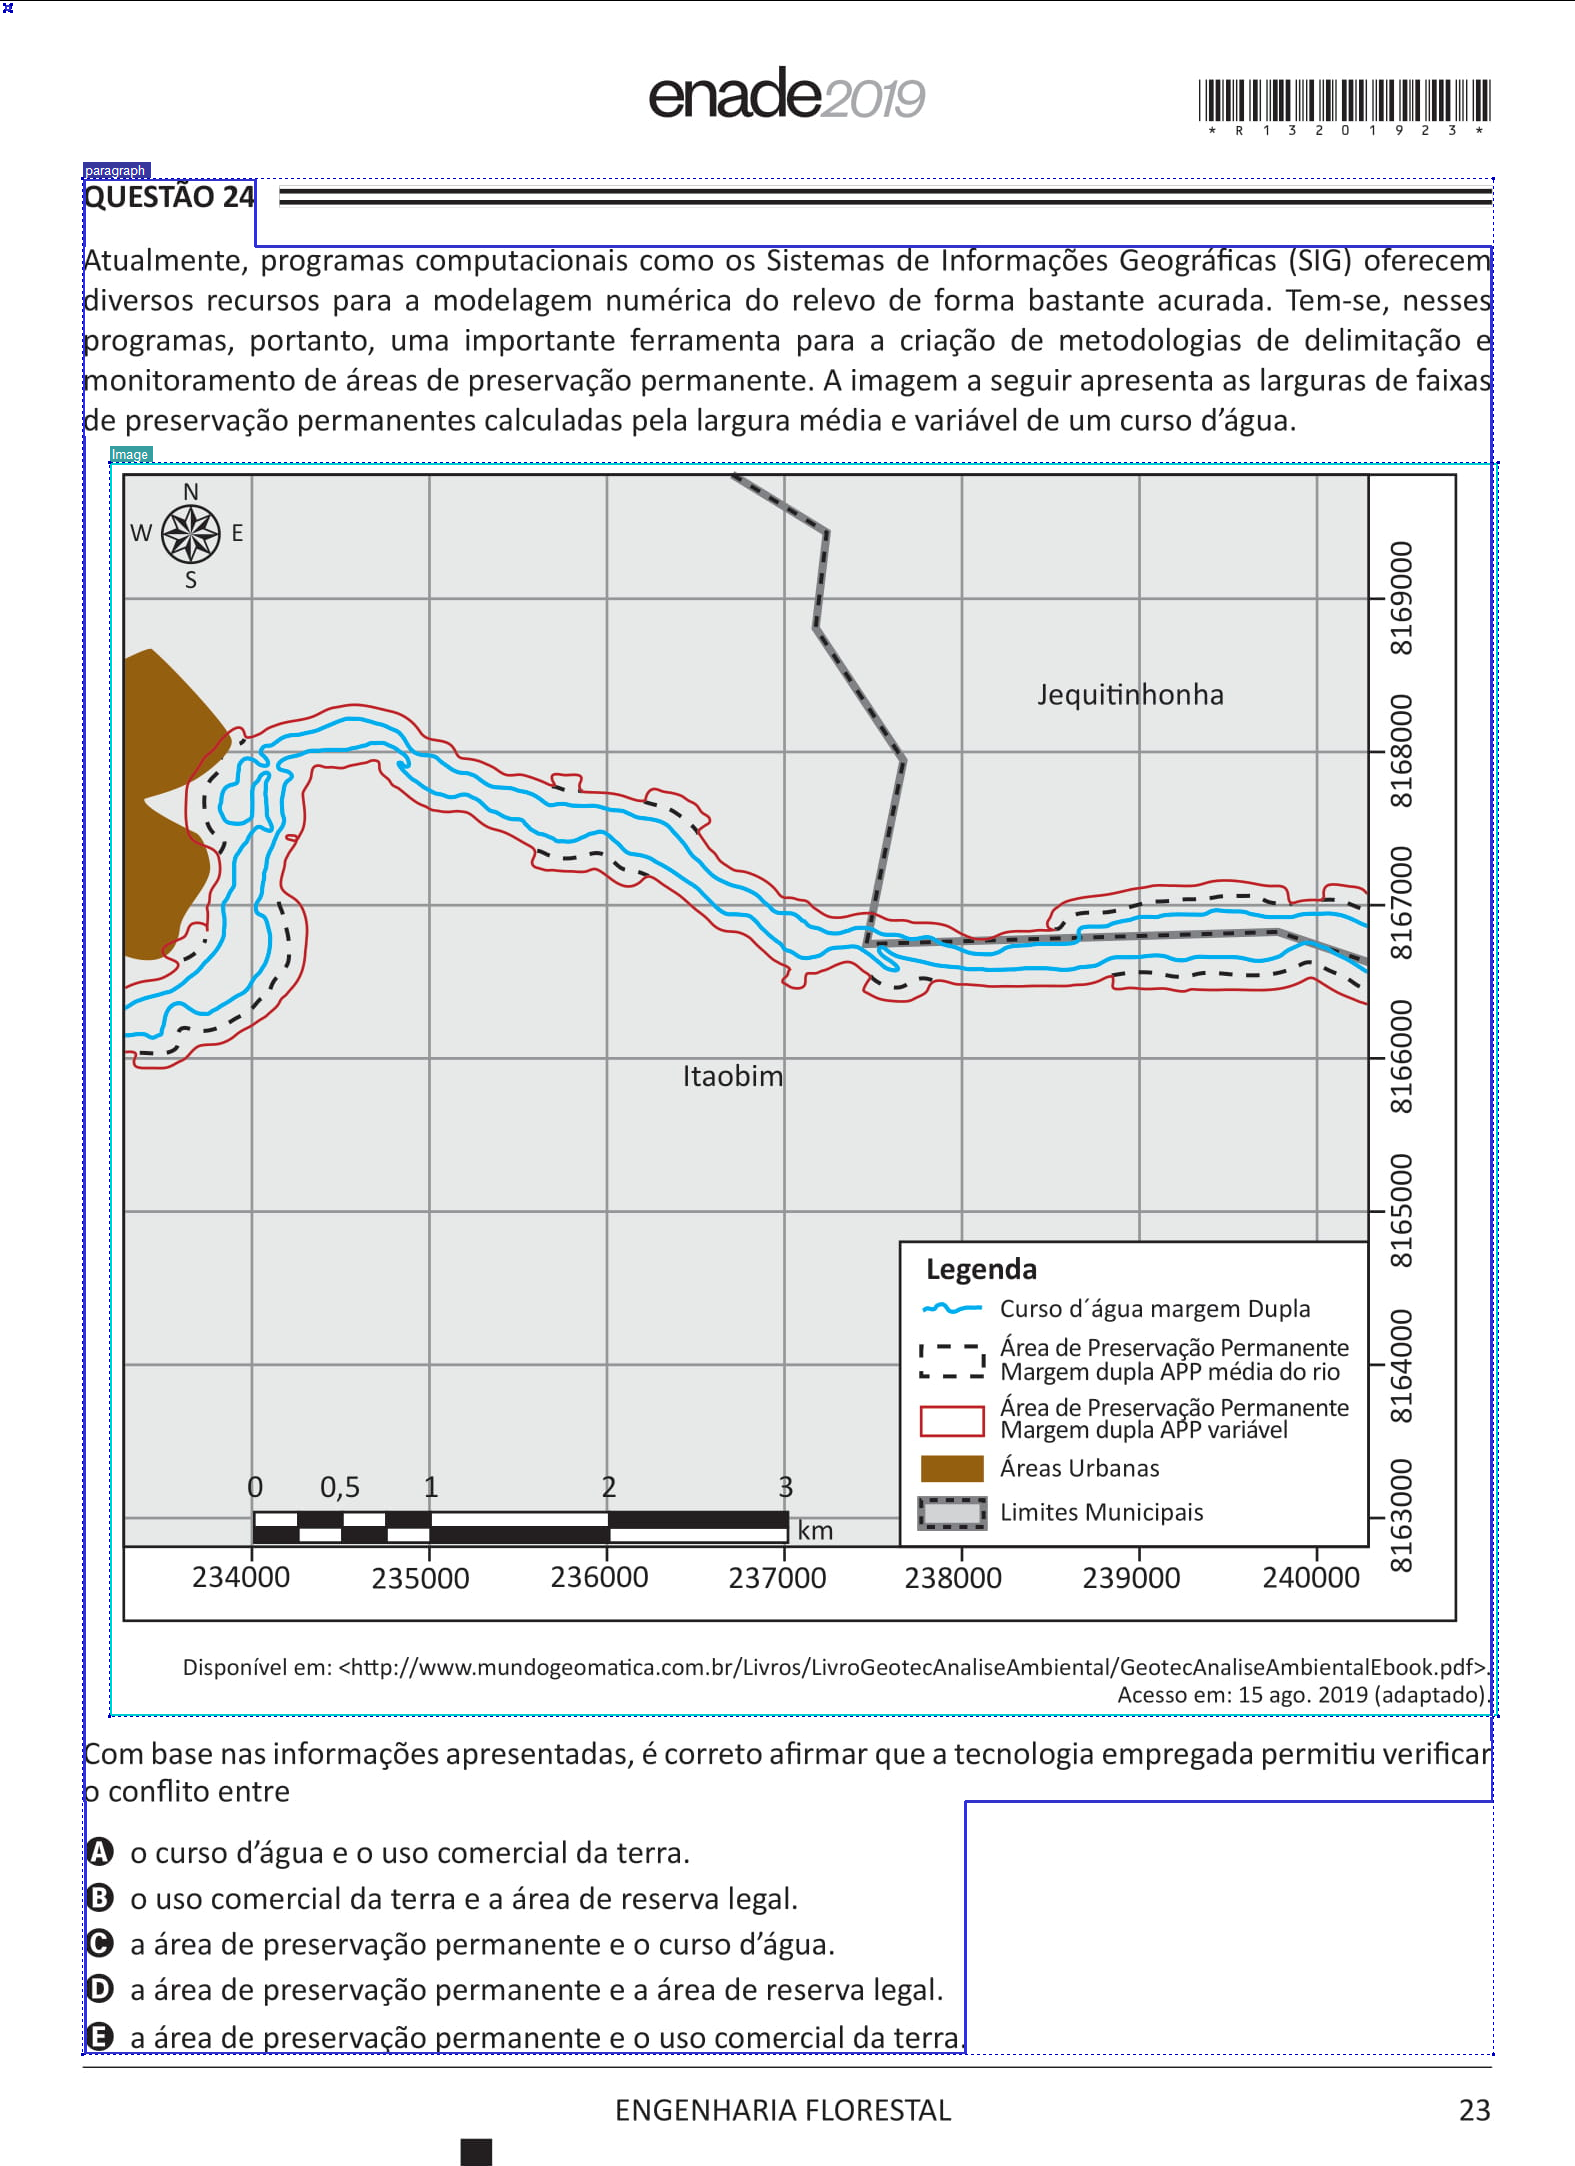 enade2019
*R13201923*
paragraph
QUESTÃO 24
Atualmente, programas computacionais como os Sistemas de Informações Geográficas (SIG) oferecem
diversos recursos para a modelagem numérica do relevo de forma bastante acurada. Tem-se, nesses
programas, portanto, uma importante ferramenta para a criação de metodologias de delimitação e
monitoramento de áreas de preservação permanente. A imagem a seguir apresenta as larguras de faixas
de preservação permanentes calculadas pela largura média e variável de um curso d’água.
Image
N
W E
S
8169000
Jequitinhonha
8168000
8167000
8166000
Itaobim
8165000
Legenda
Curso d´água margem Dupla
Área de Preservação Permanente
Margem dupla APP média do rio
8164000
Área de Preservação Permanente
Margem dupla APP variável
Áreas Urbanas
Limites Municipais
8163000
0 0,5 1 2 3
km
234000 235000 236000 237000 238000 239000 240000
Disponível em: <http://www.mundogeomatica.com.br/Livros/LivroGeotecAnaliseAmbiental/GeotecAnaliseAmbientalEbook.pdf>.
Acesso em: 15 ago. 2019 (adaptado).
Com base nas informações apresentadas, é correto afirmar que a tecnologia empregada permitiu verificar
o conflito entre
A o curso d’água e o uso comercial da terra.
B o uso comercial da terra e a área de reserva legal.
C a área de preservação permanente e o curso d’água.
D a área de preservação permanente e a área de reserva legal.
E a área de preservação permanente e o uso comercial da terra.
ENGENHARIA FLORESTAL
23